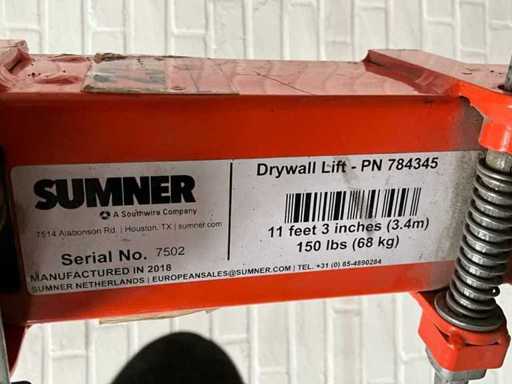 SUMNER
A Southwire Company
7514 Alabonson Rd. | Houston, TX | sumner.com
Serial No. 7502
MANUFACTURED IN 2018
SUMNER NETHERLANDS | EUROPEANSALES@SUMNER.COM | TEL. +31 (0) 85-4890284
Drywall Lift - PN 784345
11 feet 3 inches (3.4m)
150 lbs (68 kg)